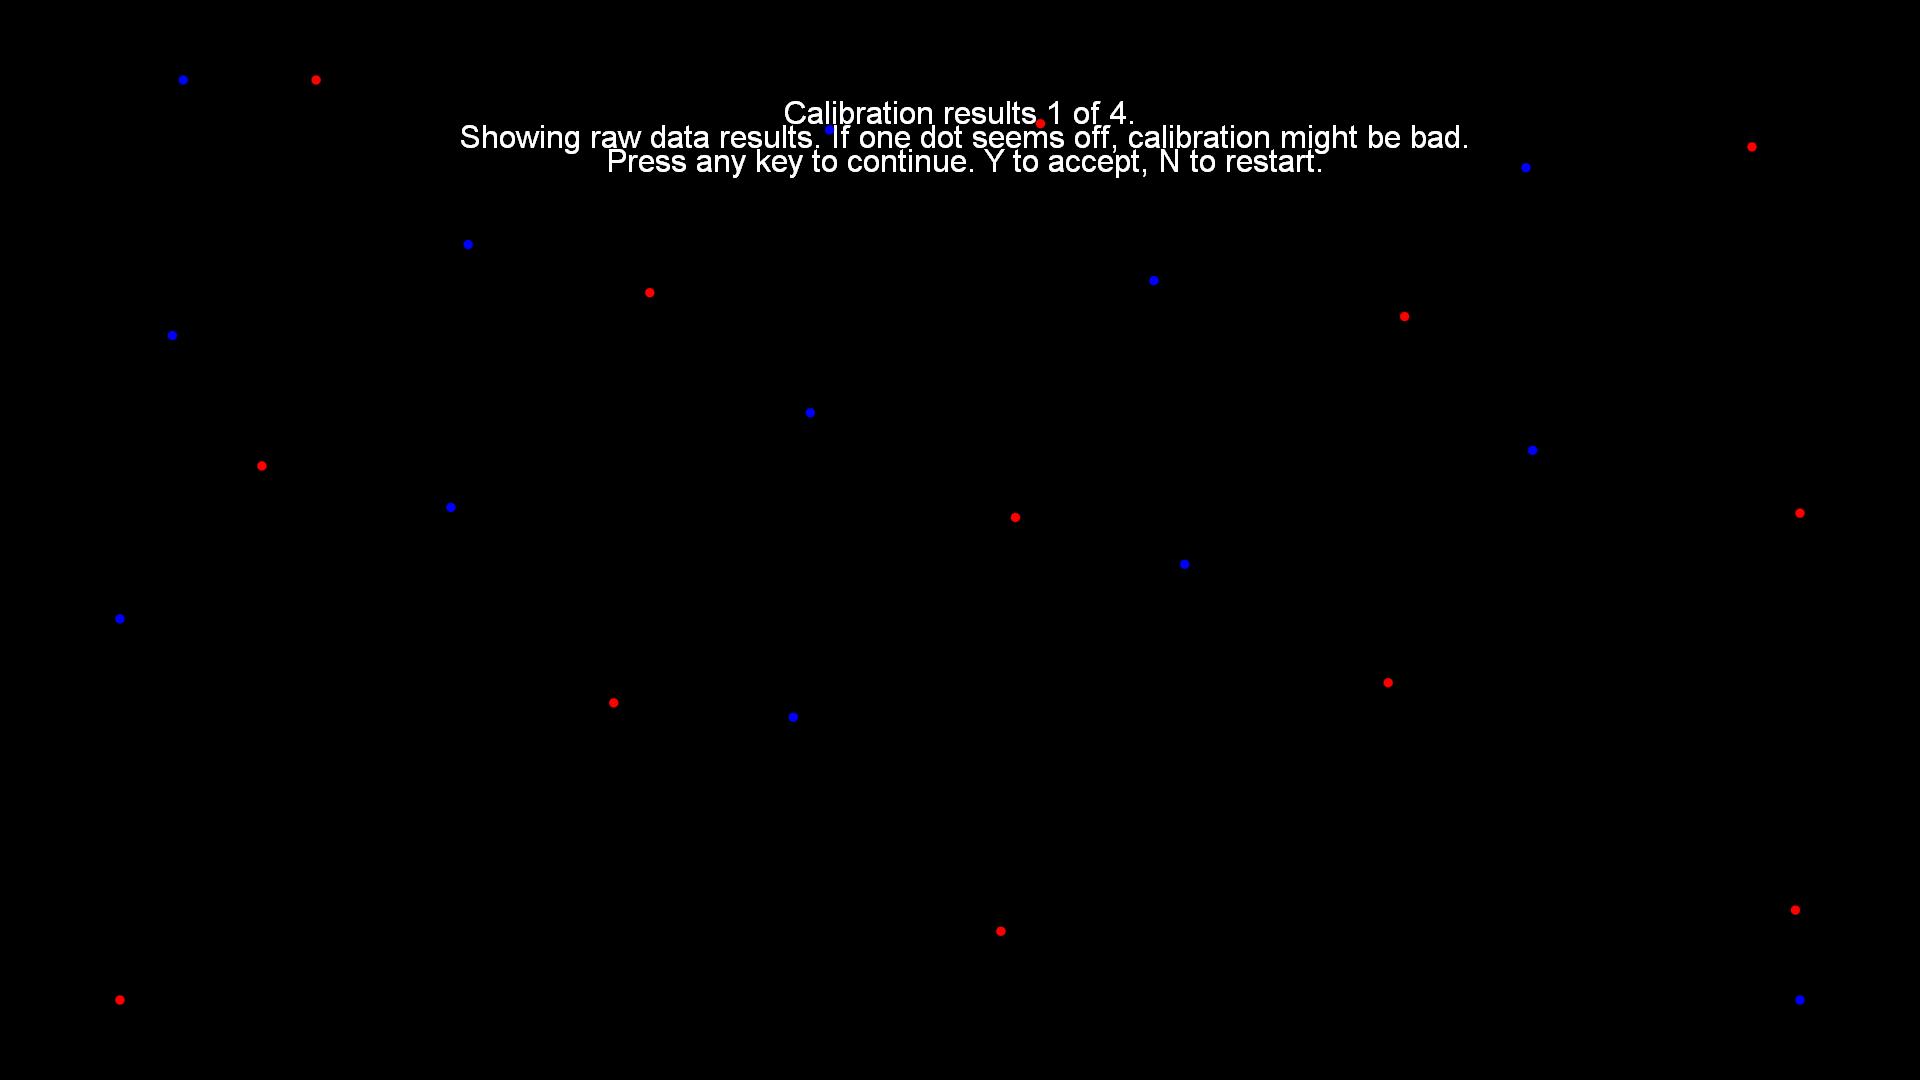 Calibration results 1 of 4.
Showing raw data results. If one dot seems off, calibration might be bad.
Press any key to continue. Y to accept, N to restart.